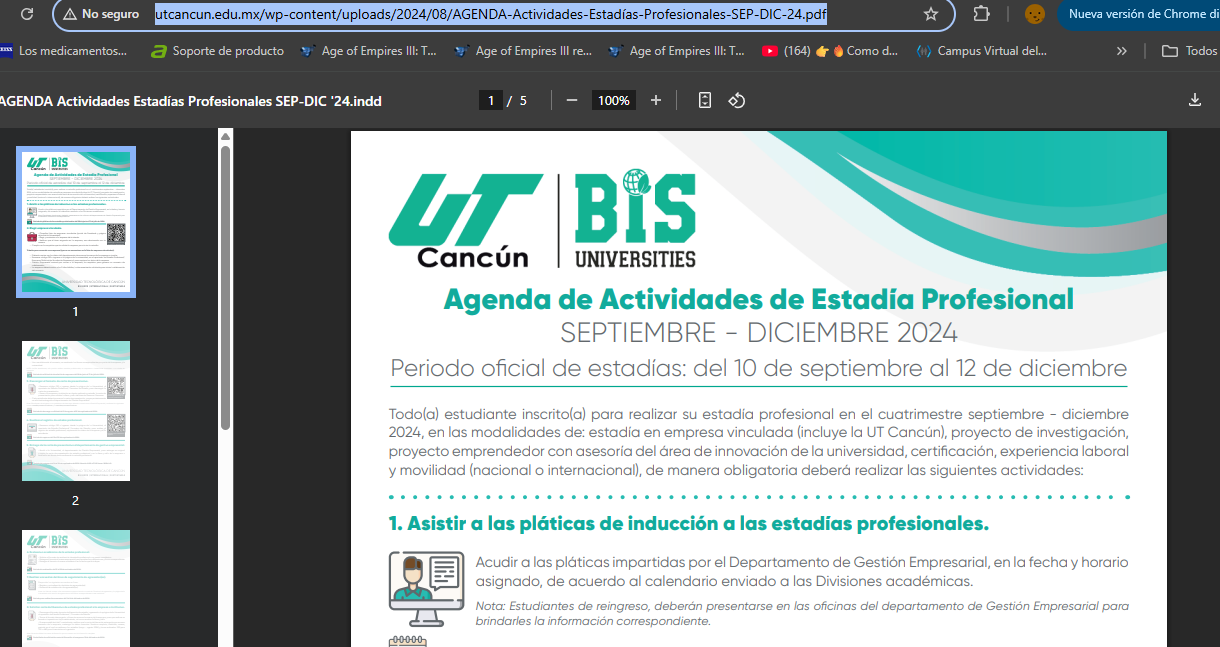 No seguro
utcancun.edu.mx/wp-content/uploads/2024/08/AGENDA-Actividades-Estadías-Profesionales-SEP-DIC-24.pdf
Nueva versión de Chrome di
Los medicamentos...
Soporte de producto
Age of Empires III: T...
Age of Empires III re...
Age of Empires III: T...
(164) 👉🔥Como d...
Campus Virtual del...
»
Todos
AGENDA Actividades Estadías Profesionales SEP-DIC '24.indd
1 / 5
100%
1
2
UT Cancún
BIS UNIVERSITIES
Agenda de Actividades de Estadía Profesional
SEPTIEMBRE - DICIEMBRE 2024
Periodo oficial de estadías: del 10 de septiembre al 12 de diciembre
Todo(a) estudiante inscrito(a) para realizar su estadía profesional en el cuatrimestre septiembre - diciembre
2024, en las modalidades de: estadía en empresa vinculada (incluye la UT Cancún), proyecto de investigación,
proyecto emprendedor con asesoría del área de innovación de la universidad, certificación, experiencia laboral
y movilidad (nacional o internacional), de manera obligatoria deberá realizar las siguientes actividades:
1. Asistir a las pláticas de inducción a las estadías profesionales.
Acudir a las pláticas impartidas por el Departamento de Gestión Empresarial, en la fecha y horario
asignado, de acuerdo al calendario enviado a las Divisiones académicas.
Nota: Estudiantes de reingreso, deberán presentarse en las oficinas del departamento de Gestión Empresarial para
brindarles la información correspondiente.